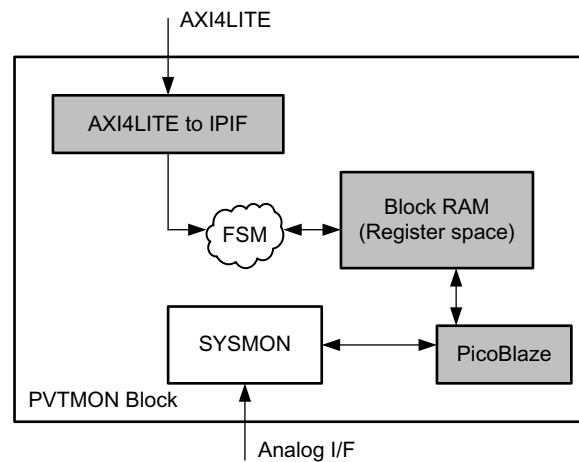 AXI4LITE
AXI4LITE to IPIF
Block RAM
(Register space)
FSM
SYSMON
PicoBlaze
PVTMON Block
Analog I/F